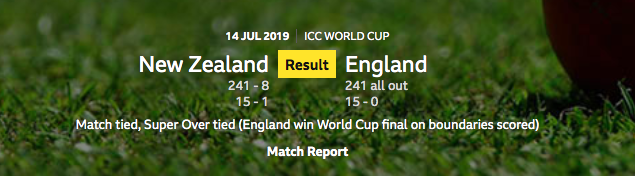 14 JUL 2019 | ICC WORLD CUP
New Zealand Result England
241 - 8 241 all out
15 - 1 15 - 0
Match tied, Super Over tied (England win World Cup final on boundaries scored)
Match Report